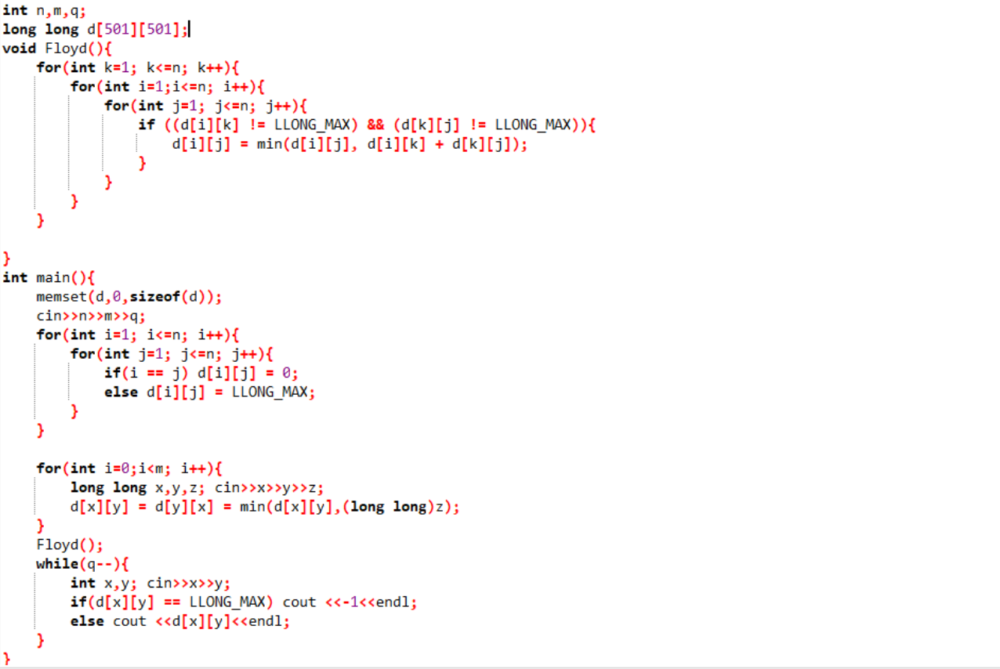 int n,m,q;
long long d[501][501];
void Floyd(){
    for(int k=1; k<=n; k++){
        for(int i=1;i<=n; i++){
            for(int j=1; j<=n; j++){
                if ((d[i][k] != LLONG_MAX) && (d[k][j] != LLONG_MAX)){
                    d[i][j] = min(d[i][j], d[i][k] + d[k][j]);
                }
            }
        }
    }

}
int main(){
    memset(d,0,sizeof(d));
    cin>>n>>m>>q;
    for(int i=1; i<=n; i++){
        for(int j=1; j<=n; j++){
            if(i == j) d[i][j] = 0;
            else d[i][j] = LLONG_MAX;
        }
    }

    for(int i=0;i<m; i++){
        long long x,y,z; cin>>x>>y>>z;
        d[x][y] = d[y][x] = min(d[x][y],(long long)z);
    }
    Floyd();
    while(q--){
        int x,y; cin>>x>>y;
        if(d[x][y] == LLONG_MAX) cout <<-1<<endl;
        else cout <<d[x][y]<<endl;
    }
}